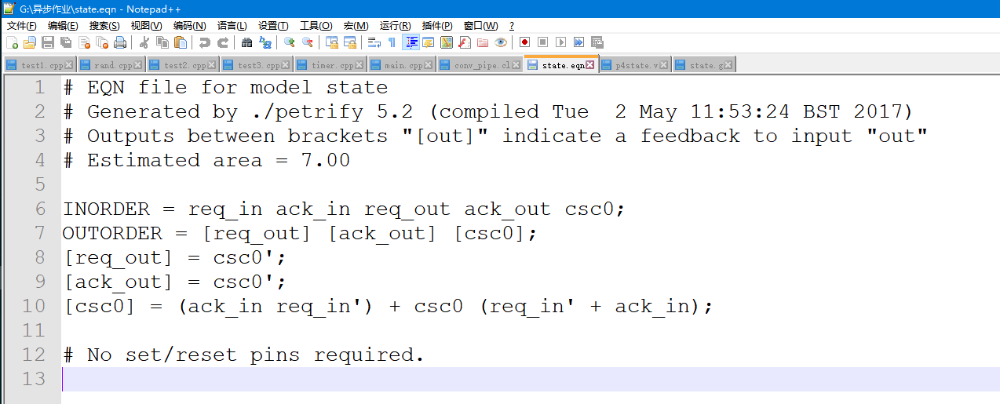 G:\异步作业\state.eqn - Notepad++
文件(F) 编辑(E) 搜索(S) 视图(V) 编码(N) 语言(L) 设置(T) 工具(O) 宏(M) 运行(R) 插件(P) 窗口(W) ?
test1.cpp rand.cpp test2.cpp test3.cpp timer.cpp main.cpp conv_pipe.cl state.eqn p4state.v state.g
1 # EQN file for model state
2 # Generated by ./petrify 5.2 (compiled Tue  2 May 11:53:24 BST 2017)
3 # Outputs between brackets "[out]" indicate a feedback to input "out"
4 # Estimated area = 7.00
5
6 INORDER = req_in ack_in req_out ack_out csc0;
7 OUTORDER = [req_out] [ack_out] [csc0];
8 [req_out] = csc0';
9 [ack_out] = csc0';
10 [csc0] = (ack_in req_in') + csc0 (req_in' + ack_in);
11
12 # No set/reset pins required.
13